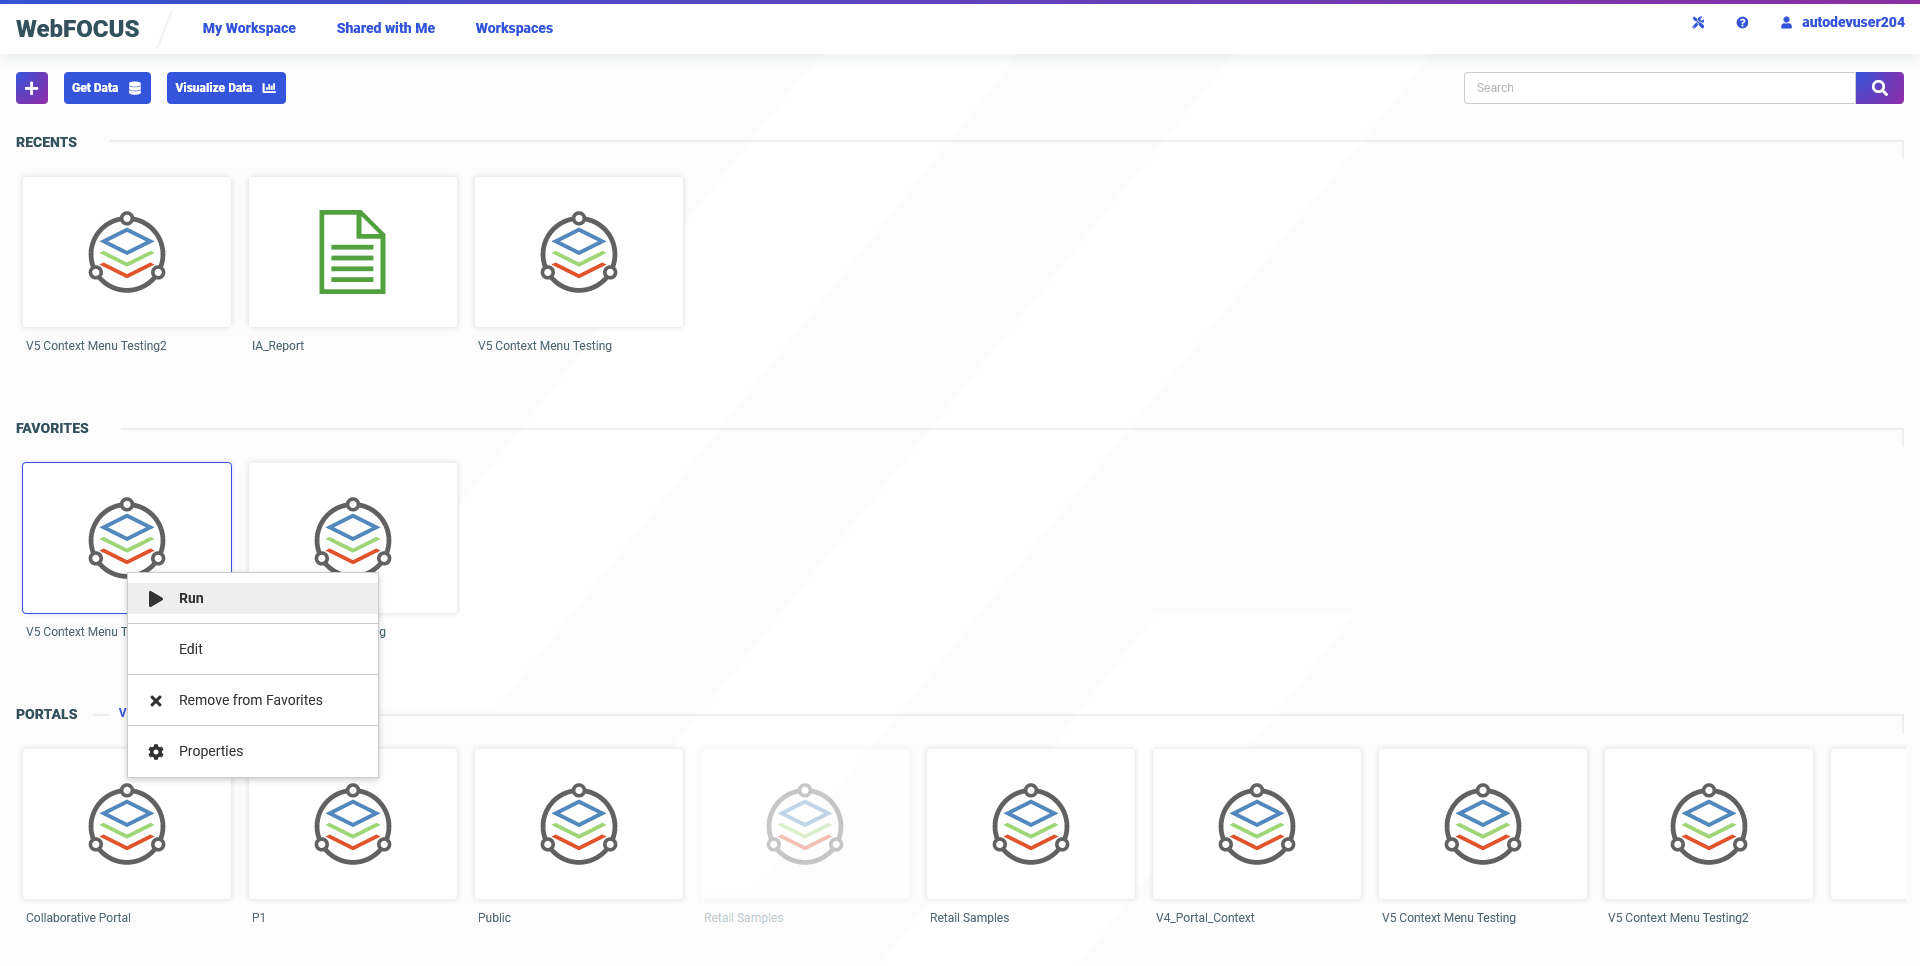 WebFOCUS My Workspace Shared with Me Workspaces autodevuser204
Get Data Visualize Data Search
RECENTS
V5 Context Menu Testing2 IA_Report V5 Context Menu Testing
FAVORITES
Run
V5 Context Menu
Edit
Remove from Favorites
PORTALS
Properties
Collaborative Portal P1 Public Retail Samples Retail Samples V4_Portal_Context V5 Context Menu Testing V5 Context Menu Testing2